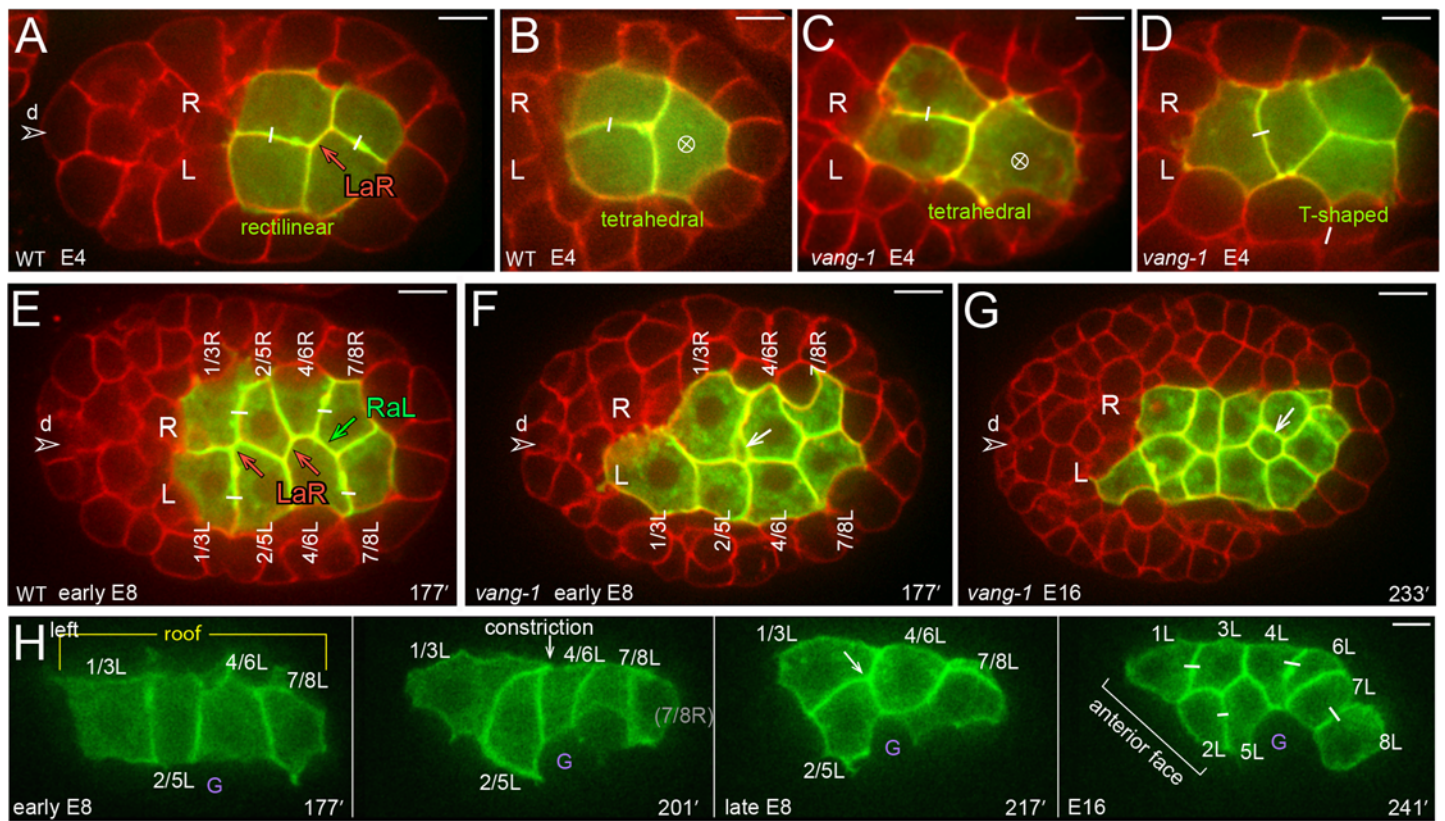 A
R
d
L
LaR
rectilinear
WT E4
B
R
L
tetrahedral
WT E4
C
R
L
tetrahedral
vang-1 E4
D
R
L
T-shaped
vang-1 E4
E
1/3R
2/5R
4/6R
7/8R
RaL
R
d
L
LaR
1/3L
2/5L
4/6L
7/8L
WT early E8
177′
F
1/3R
4/6R
7/8R
R
d
L
1/3L
2/5L
4/6L
7/8L
vang-1 early E8
177′
G
R
d
L
vang-1 E16
233′
H
left
roof
1/3L
4/6L
7/8L
2/5L
G
early E8
177′
constriction
1/3L
4/6L
7/8L
(7/8R)
G
2/5L
201′
1/3L
4/6L
7/8L
G
2/5L
late E8
217′
1L
3L
4L
6L
7L
anterior face
2L
5L
G
8L
E16
241′